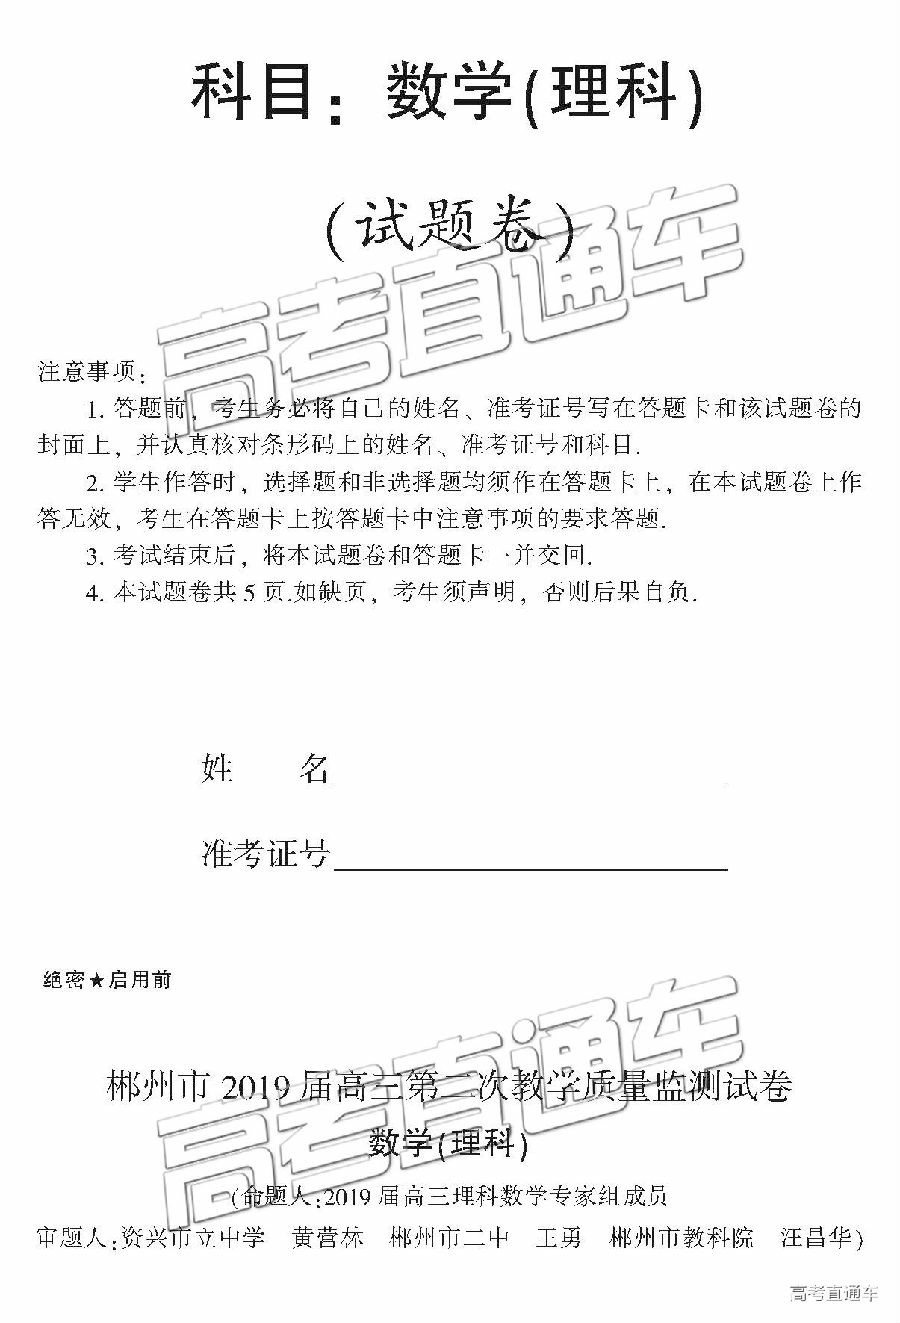 科目：数学(理科)
(试题卷)
高考直通车
注意事项：
1. 答题前，考生务必将自己的姓名、准考证号写在答题卡和该试题卷的
封面上，并认真核对条形码上的姓名、准考证号和科目.
2. 学生作答时，选择题和非选择题均须作在答题卡上，在本试题卷上作
答无效，考生在答题卡上按答题卡中注意事项的要求答题.
3. 考试结束后，将本试题卷和答题卡一并交回.
4. 本试题卷共 5 页.如缺页，考生须声明，否则后果自负.
姓 名
准考证号
绝密★启用前
高考直通车
郴州市 2019 届高三第二次教学质量监测试卷
数学(理科)
(命题人:2019 届高三理科数学专家组成员
审题人:资兴市立中学 黄营林 郴州市二中 王勇 郴州市教科院 汪昌华)
高考直通车